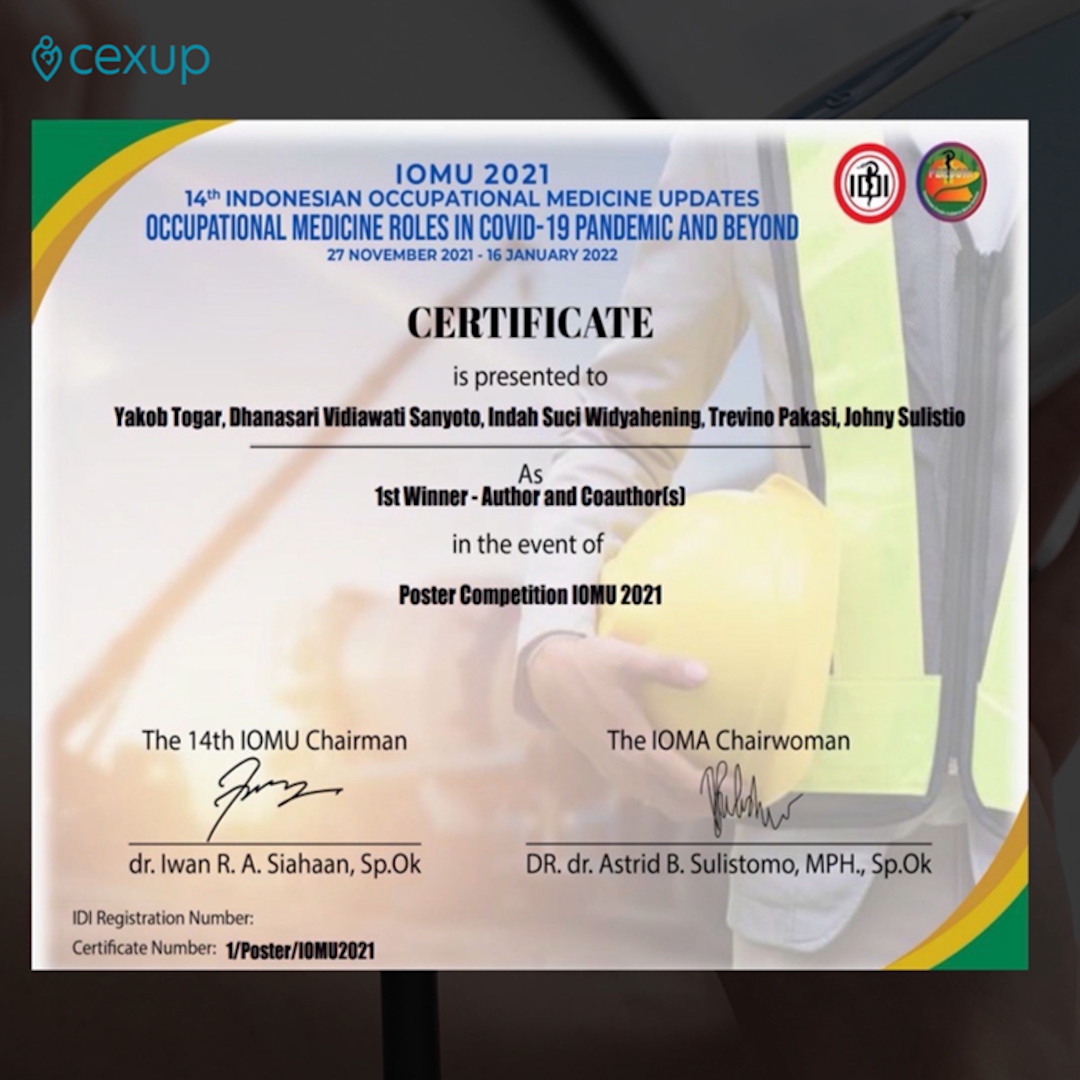 cexup
IOMU 2021
14th INDONESIAN OCCUPATIONAL MEDICINE UPDATES
OCCUPATIONAL MEDICINE ROLES IN COVID-19 PANDEMIC AND BEYOND
27 NOVEMBER 2021 - 16 JANUARY 2022
IDI
CERTIFICATE
is presented to
Yakob Togar, Dhanasari Vidiawati Sanyoto, Indah Suci Widyahening, Trevino Pakasi, Johny Sulistio
As
1st Winner - Author and Coauthor(s)
in the event of
Poster Competition IOMU 2021
The 14th IOMU Chairman
The IOMA Chairwoman
dr. Iwan R. A. Siahaan, Sp.Ok
DR. dr. Astrid B. Sulistomo, MPH., Sp.Ok
IDI Registration Number:
Certificate Number: 1/Poster/IOMU2021